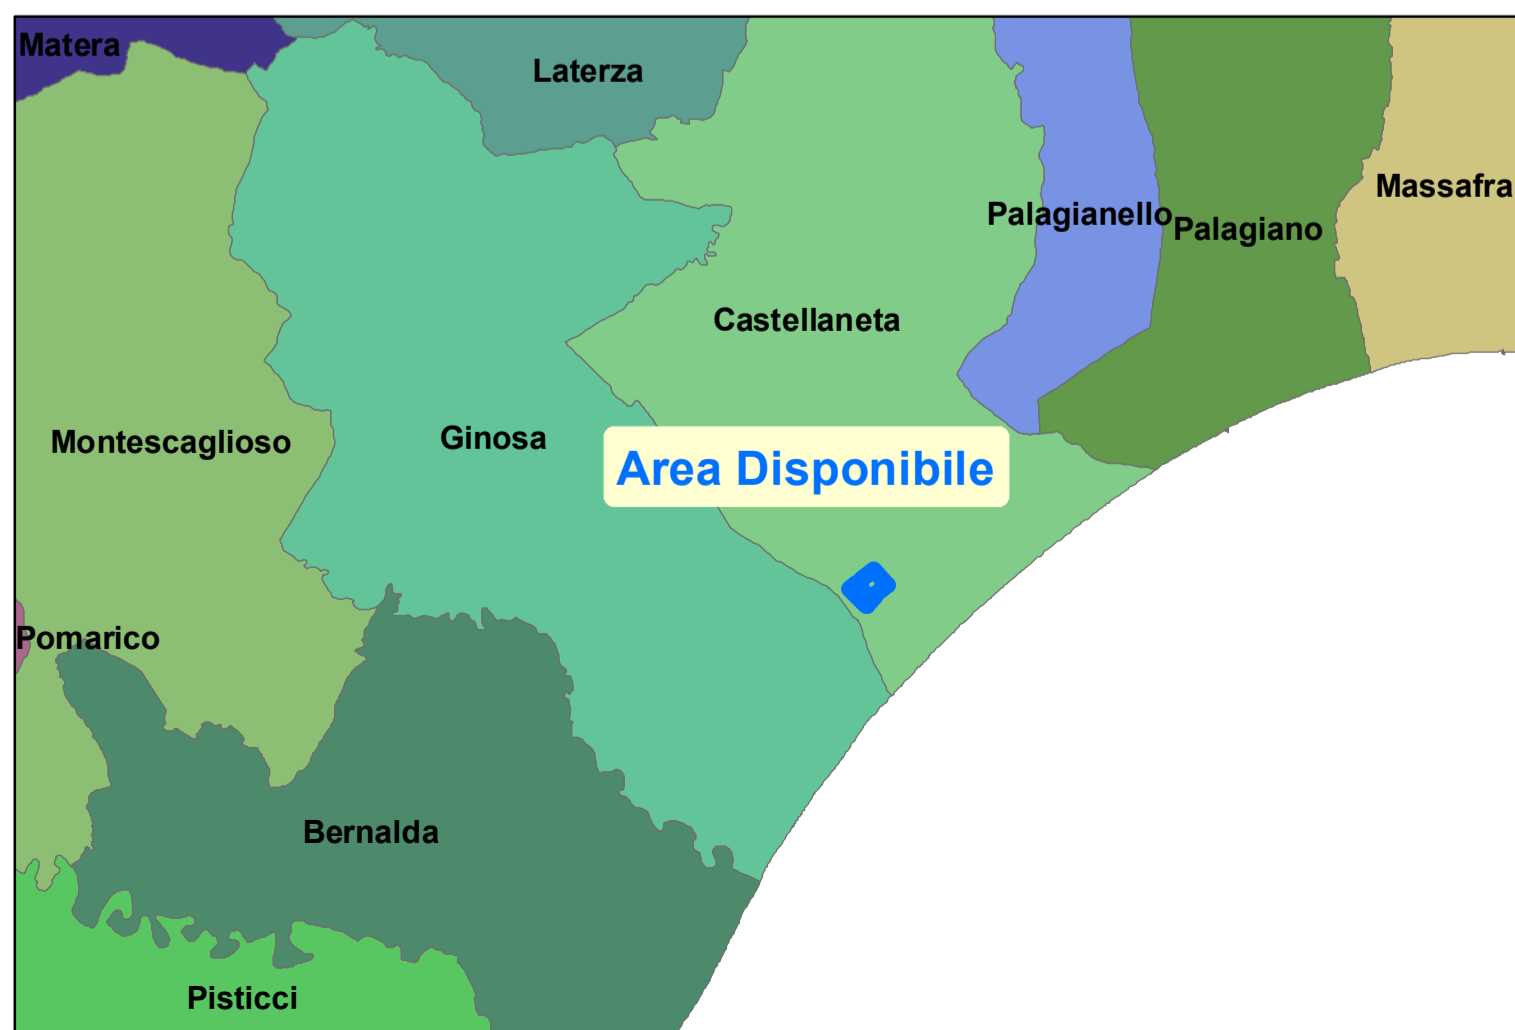 Matera
Laterza
Massafra
Palagianello
Palagiano
Castellaneta
Montescaglioso
Ginosa
Area Disponibile
Pomarico
Bernalda
Pisticci